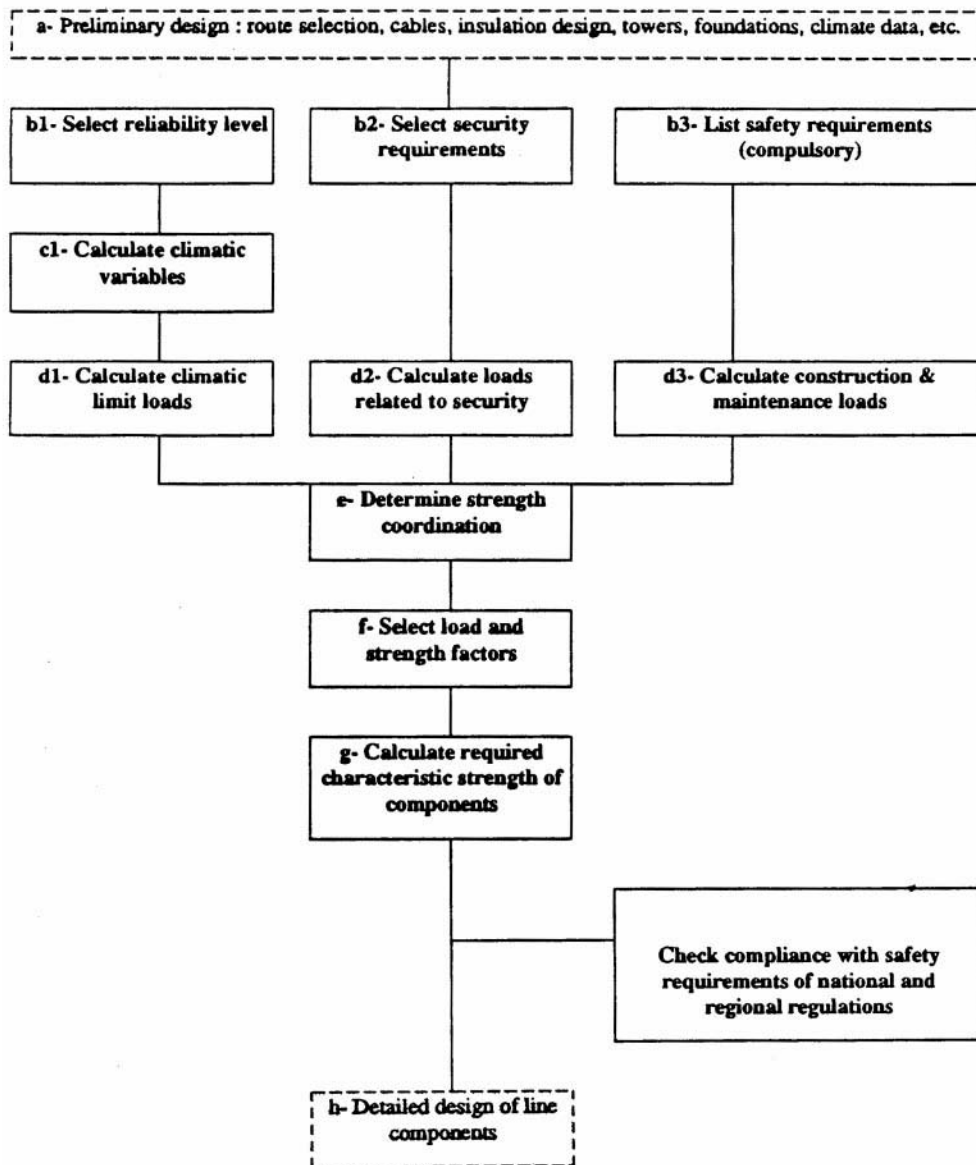 a- Preliminary design : route selection, cables, insulation design, towers, foundations, climate data, etc.
b1- Select reliability level
b2- Select security
requirements
b3- List safety requirements
(compulsory)
c1- Calculate climatic
variables
d1- Calculate climatic
limit loads
d2- Calculate loads
related to security
d3- Calculate construction &
maintenance loads
e- Determine strength
coordination
f- Select load and
strength factors
g- Calculate required
characteristic strength of
components
Check compliance with safety
requirements of national and
regional regulations
h- Detailed design of line
components